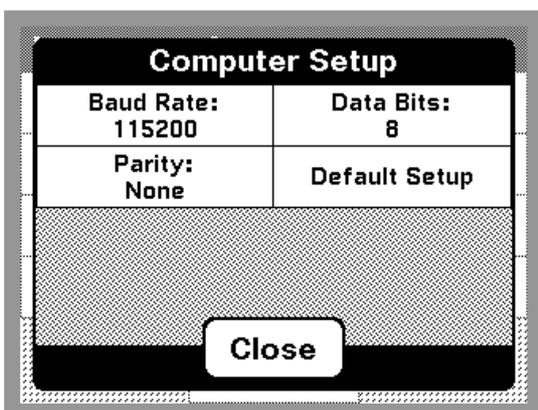 Computer Setup
Baud Rate:
115200
Data Bits:
8
Parity:
None
Default Setup
Close